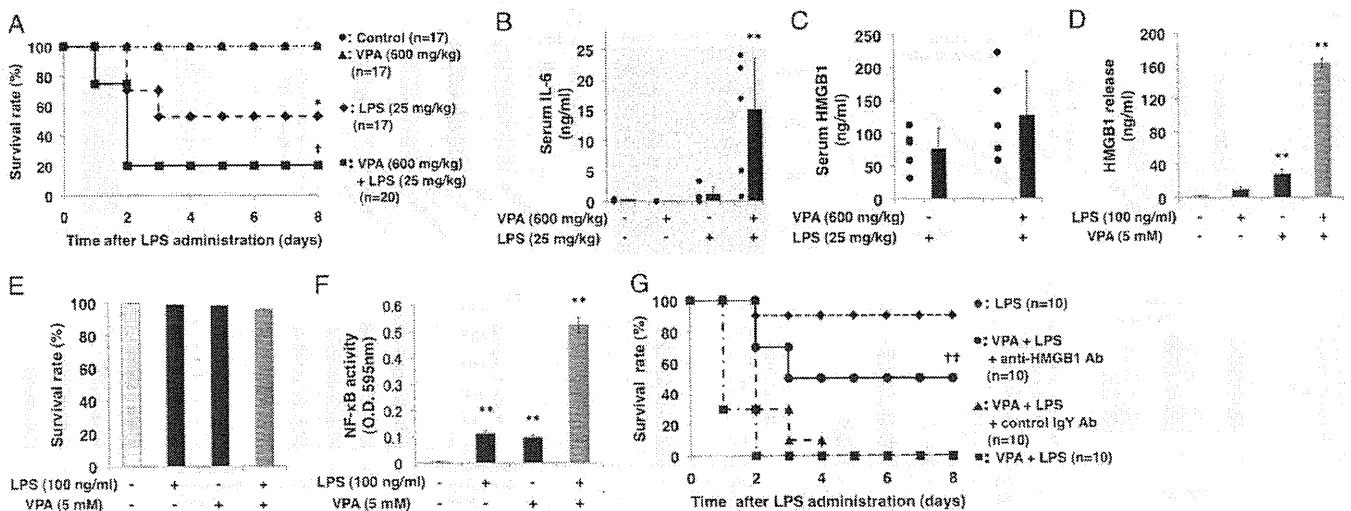 A
Survival rate (%)
100
80
60
40
20
0
0 2 4 6 8
Time after LPS administration (days)
*
†
: Control (n=17)
: VPA (600 mg/kg)
(n=17)
: LPS (25 mg/kg)
(n=17)
: VPA (600 mg/kg)
+ LPS (25 mg/kg)
(n=20)
B
Serum IL-6
(ng/ml)
25
20
15
10
5
0
**
VPA (600 mg/kg) - + - +
LPS (25 mg/kg) - - + +
C
Serum HMGB1
(ng/ml)
250
200
150
100
50
0
VPA (600 mg/kg) - +
LPS (25 mg/kg) + +
D
HMGB1 release
(ng/ml)
200
160
120
80
40
0
**
**
LPS (100 ng/ml) - + - +
VPA (5 mM) - - + +
E
Survival rate (%)
100
80
60
40
20
0
LPS (100 ng/ml) - + - +
VPA (5 mM) - - + +
F
NF-κB activity
(O.D. 595nm)
0.6
0.5
0.4
0.3
0.2
0.1
0
**
**
**
LPS (100 ng/ml) - + - +
VPA (5 mM) - - + +
G
Survival rate (%)
100
80
60
40
20
0
0 2 4 6 8
Time after LPS administration (days)
††
: LPS (n=10)
: VPA + LPS
+ anti-HMGB1 Ab
(n=10)
: VPA + LPS
+ control IgY Ab
(n=10)
: VPA + LPS (n=10)